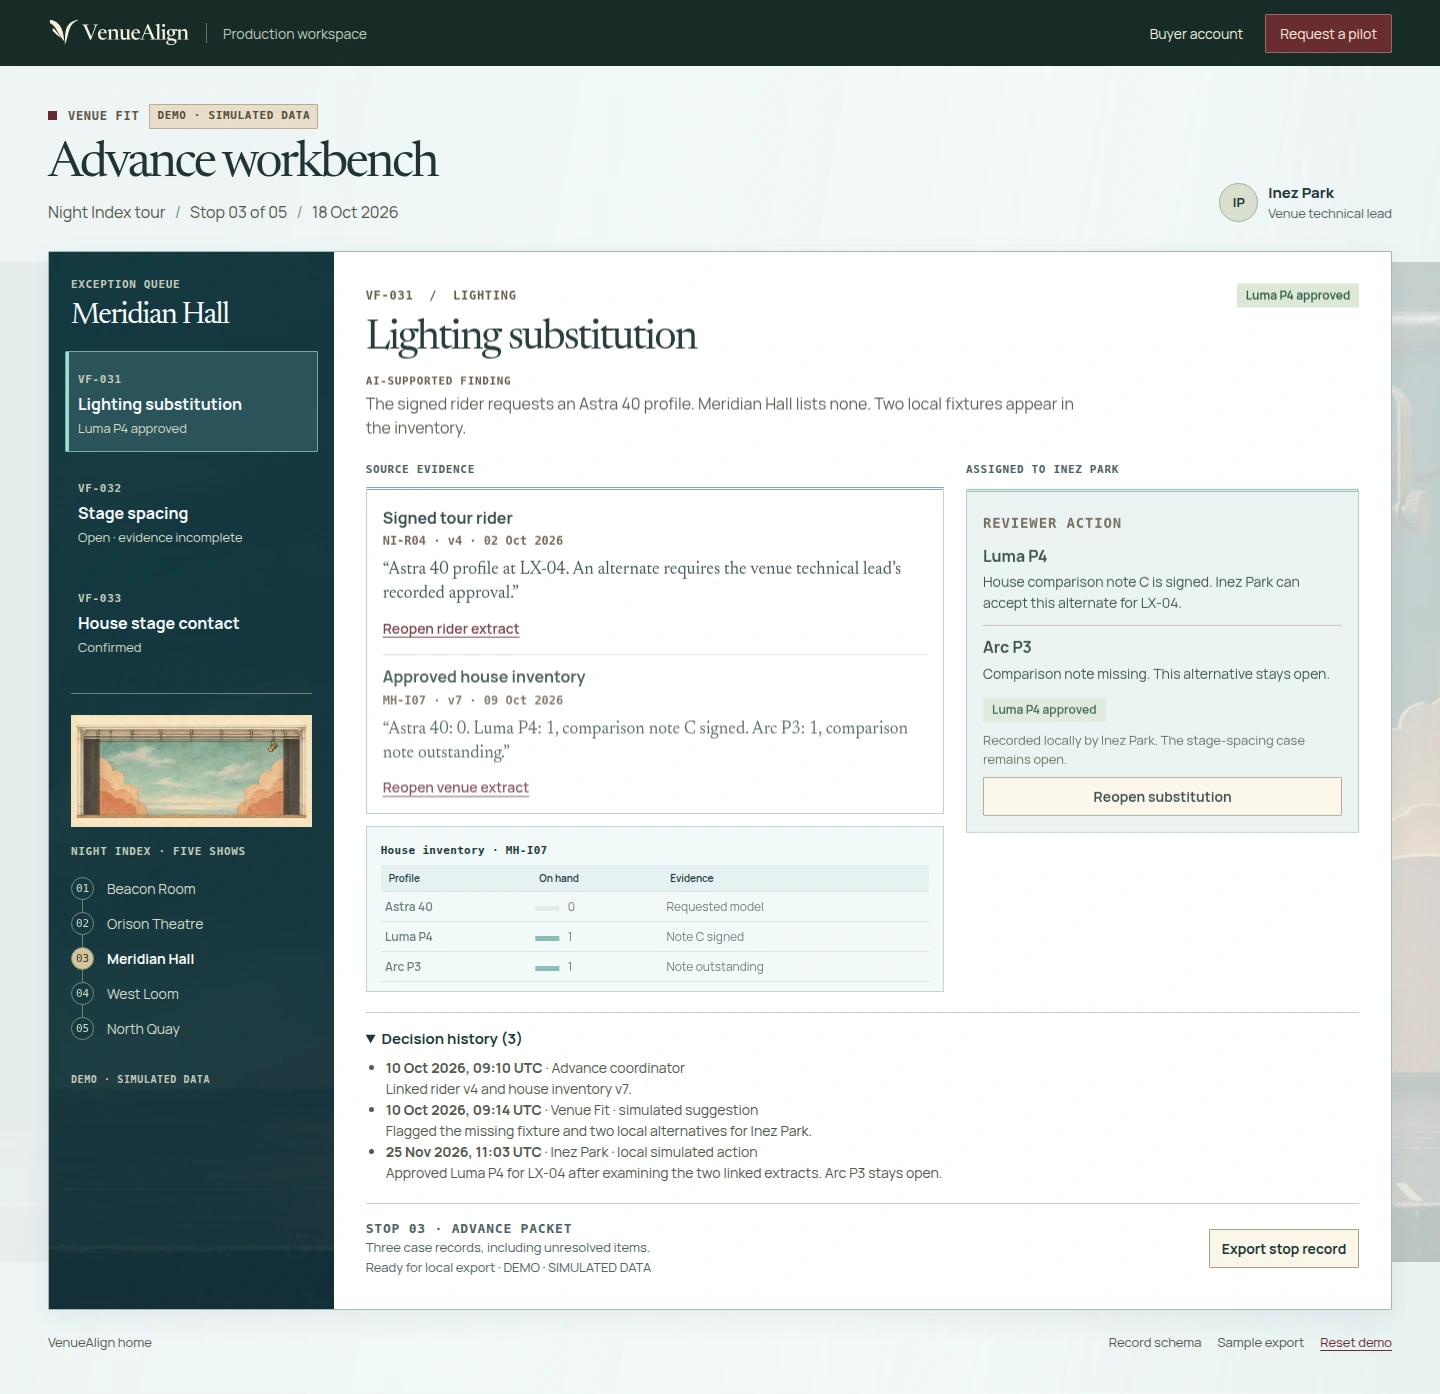 VenueAlign
Production workspace
Buyer account
Request a pilot
VENUE FIT
DEMO · SIMULATED DATA
Advance workbench
Night Index tour / Stop 03 of 05 / 18 Oct 2026
IP
Inez Park
Venue technical lead
EXCEPTION QUEUE
Meridian Hall
VF-031
Lighting substitution
Luma P4 approved
VF-032
Stage spacing
Open · evidence incomplete
VF-033
House stage contact
Confirmed
NIGHT INDEX · FIVE SHOWS
01 Beacon Room
02 Orison Theatre
03 Meridian Hall
04 West Loom
05 North Quay
DEMO · SIMULATED DATA
VF-031 / LIGHTING
Luma P4 approved
Lighting substitution
AI-SUPPORTED FINDING
The signed rider requests an Astra 40 profile. Meridian Hall lists none. Two local fixtures appear in
the inventory.
SOURCE EVIDENCE
Signed tour rider
NI-R04 · v4 · 02 Oct 2026
“Astra 40 profile at LX-04. An alternate requires the venue technical lead’s
recorded approval.”
Reopen rider extract
Approved house inventory
MH-I07 · v7 · 09 Oct 2026
“Astra 40: 0. Luma P4: 1, comparison note C signed. Arc P3: 1, comparison
note outstanding.”
Reopen venue extract
House inventory · MH-I07
Profile On hand Evidence
Astra 40 0 Requested model
Luma P4 1 Note C signed
Arc P3 1 Note outstanding
ASSIGNED TO INEZ PARK
REVIEWER ACTION
Luma P4
House comparison note C is signed. Inez Park can
accept this alternate for LX-04.
Arc P3
Comparison note missing. This alternative stays open.
Luma P4 approved
Recorded locally by Inez Park. The stage-spacing case
remains open.
Reopen substitution
▼ Decision history (3)
• 10 Oct 2026, 09:10 UTC · Advance coordinator
Linked rider v4 and house inventory v7.
• 10 Oct 2026, 09:14 UTC · Venue Fit · simulated suggestion
Flagged the missing fixture and two local alternatives for Inez Park.
• 25 Nov 2026, 11:03 UTC · Inez Park · local simulated action
Approved Luma P4 for LX-04 after examining the two linked extracts. Arc P3 stays open.
STOP 03 · ADVANCE PACKET
Three case records, including unresolved items.
Ready for local export · DEMO · SIMULATED DATA
Export stop record
VenueAlign home
Record schema
Sample export
Reset demo